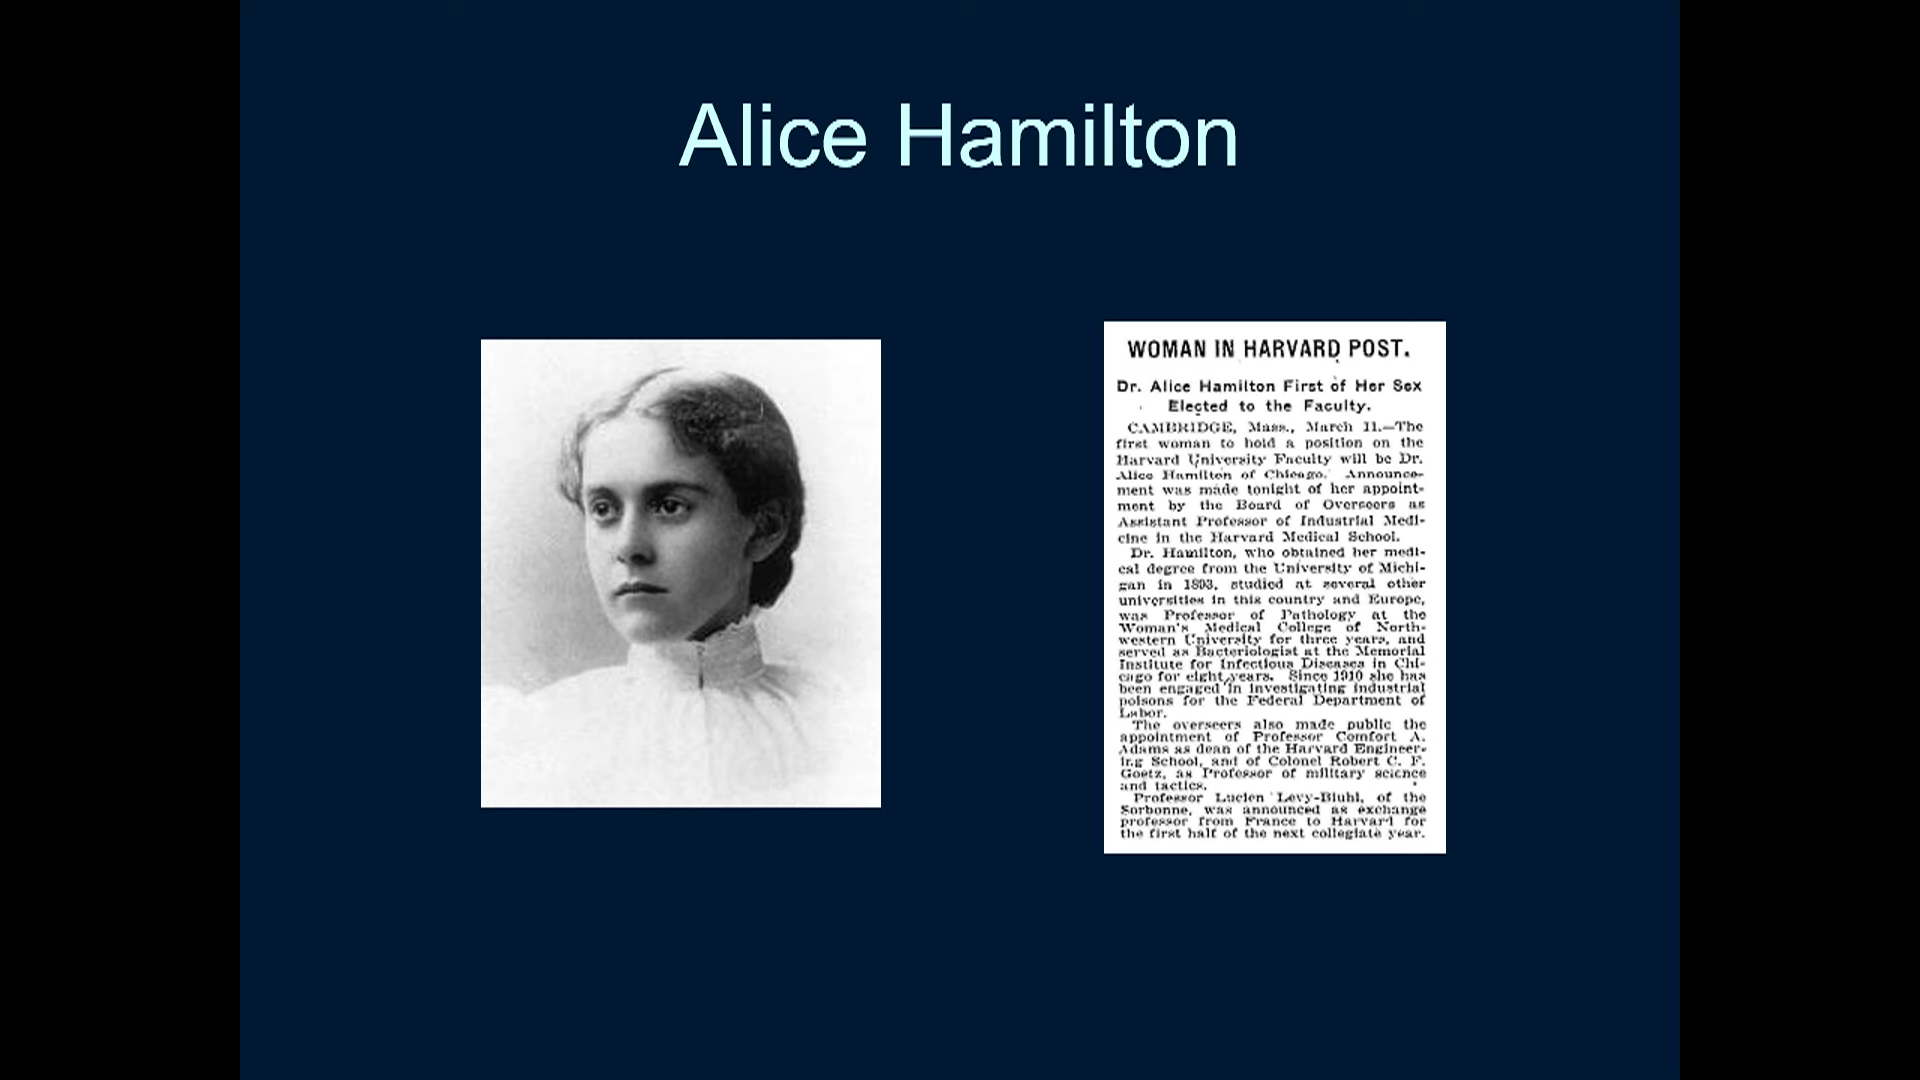 Alice Hamilton
WOMAN IN HARVARD POST.
Dr. Alice Hamilton First of Her Sex
Elected to the Faculty.
CAMBRIDGE, Mass., March 11.—The
first woman to hold a position on the
Harvard University Faculty will be Dr.
Alice Hamilton of Chicago. Announce-
ment was made tonight of her appoint-
ment by the Board of Overseers as
Assistant Professor of Industrial Medi-
cine in the Harvard Medical School.
Dr. Hamilton, who obtained her medi-
cal degree from the University of Michi-
gan in 1893, studied at several other
universities in this country and Europe,
was Professor of Pathology at the
Woman's Medical College of North-
western University for three years, and
served as Bacteriologist at the Memorial
Institute for Infectious Diseases in Chi-
cago for eight years. Since 1910 she has
been engaged in investigating industrial
poisons for the Federal Department of
Labor.
The overseers also made public the
appointment of Professor Comfort A.
Adams as dean of the Harvard Engineer-
ing School, and of Colonel Robert C. F.
Goetz, as Professor of military science
and tactics.
Professor Lucien Levy-Bluhl, of the
Sorbonne, was announced as exchange
professor from France to Harvard for
the first half of the next collegiate year.